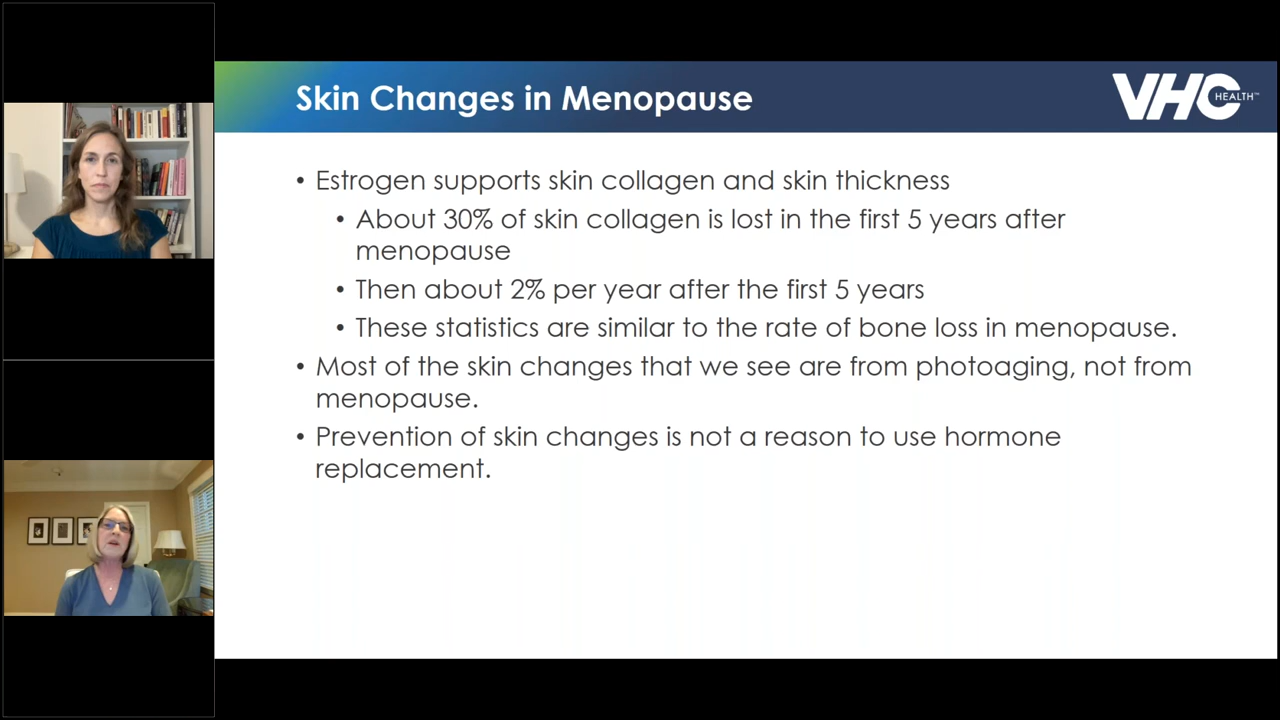 Skin Changes in Menopause
VHC HEALTH™
• Estrogen supports skin collagen and skin thickness
• About 30% of skin collagen is lost in the first 5 years after
menopause
• Then about 2% per year after the first 5 years
• These statistics are similar to the rate of bone loss in menopause.
• Most of the skin changes that we see are from photoaging, not from
menopause.
• Prevention of skin changes is not a reason to use hormone
replacement.